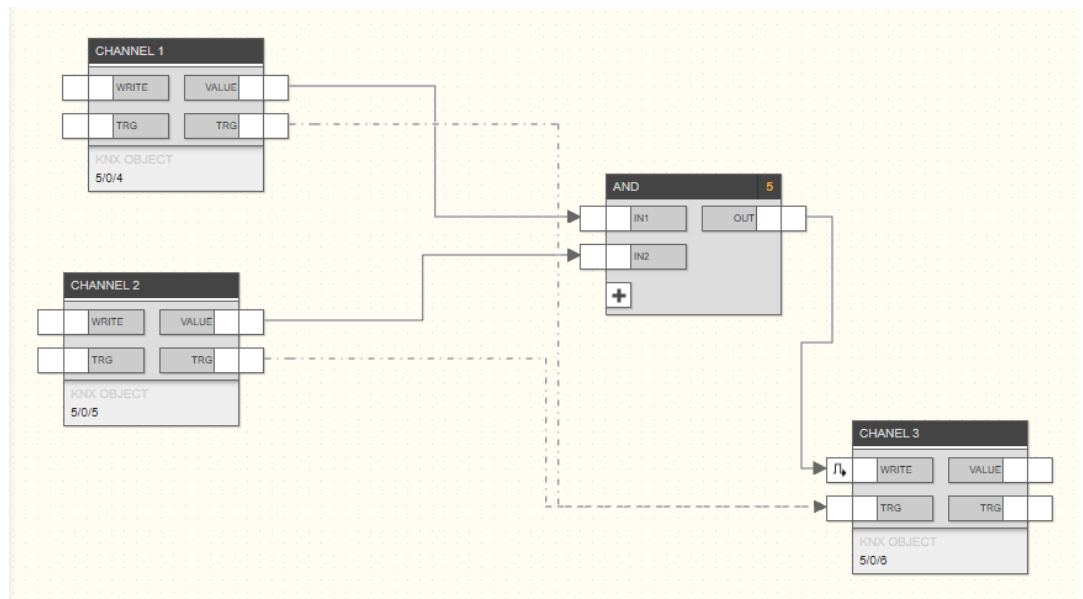 CHANNEL 1
WRITE VALUE
TRG TRG
KNX OBJECT
5/0/4
AND 5
IN1 OUT
IN2
CHANNEL 2
WRITE VALUE
TRG TRG
KNX OBJECT
5/0/5
CHANEL 3
WRITE VALUE
TRG TRG
KNX OBJECT
5/0/6